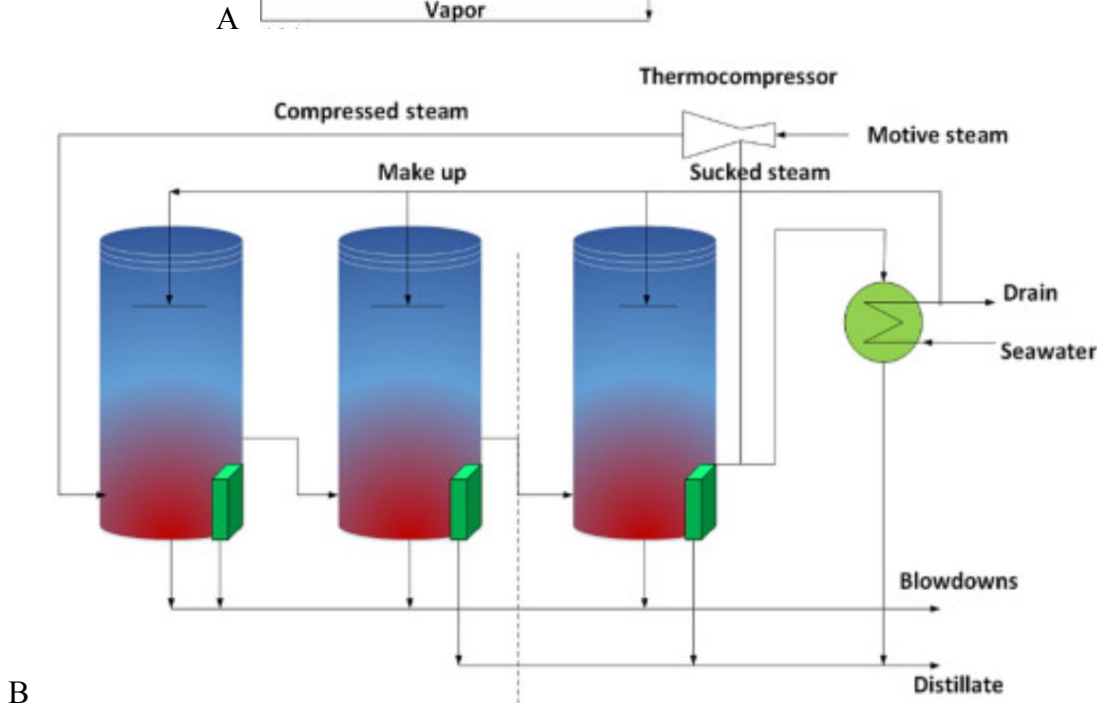 Vapor
A
Thermocompressor
Compressed steam
Motive steam
Make up
Sucked steam
Drain
Seawater
Blowdowns
Distillate
B